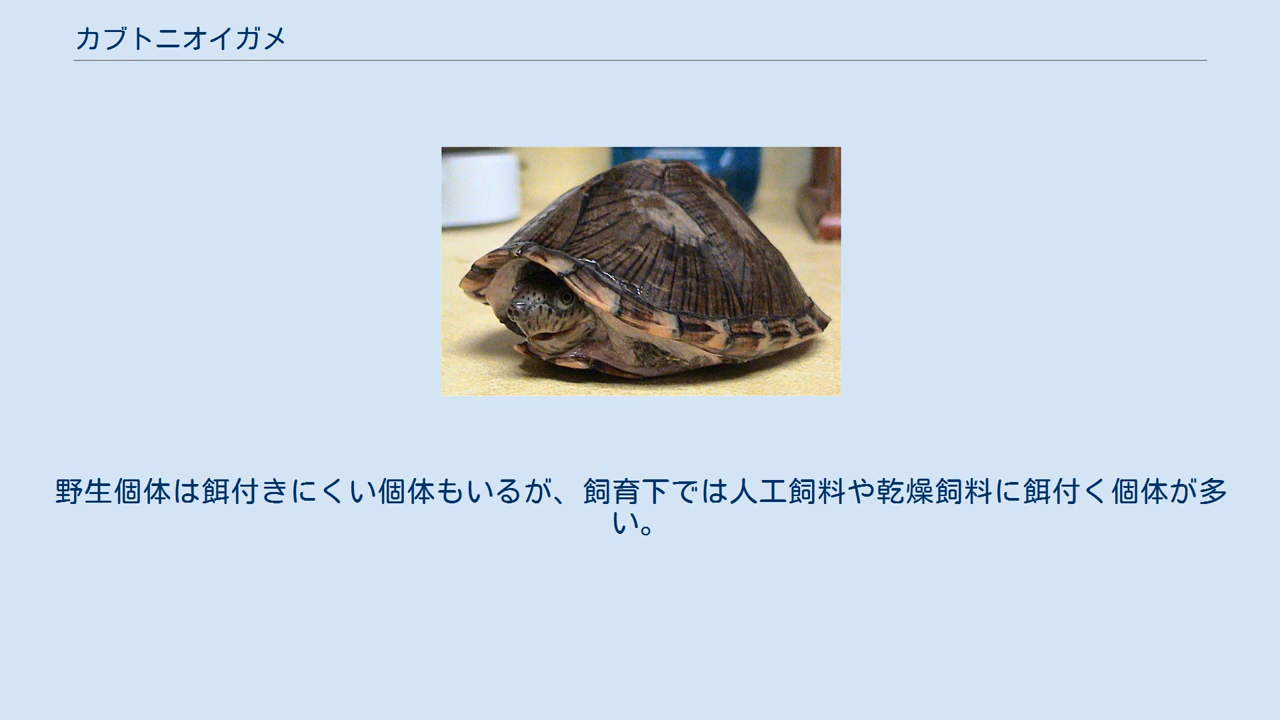 カブトニオイガメ
野生個体は餌付きにくい個体もいるが、飼育下では人工飼料や乾燥飼料に餌付く個体が多
い。